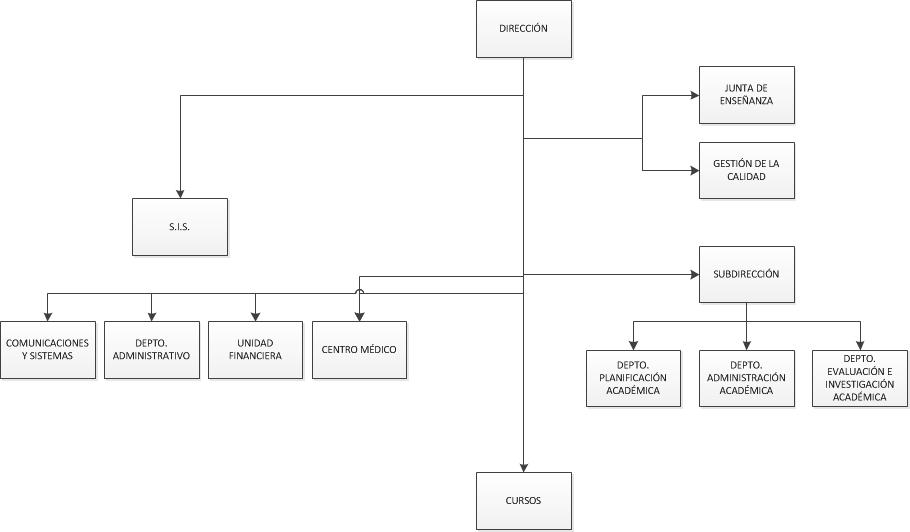 DIRECCIÓN
JUNTA DE
ENSEÑANZA
GESTIÓN DE LA
CALIDAD
S.I.S.
SUBDIRECCIÓN
COMUNICACIONES
Y SISTEMAS
DEPTO.
ADMINISTRATIVO
UNIDAD
FINANCIERA
CENTRO MÉDICO
DEPTO.
PLANIFICACIÓN
ACADÉMICA
DEPTO.
ADMINISTRACIÓN
ACADÉMICA
DEPTO.
EVALUACIÓN E
INVESTIGACIÓN
ACADÉMICA
CURSOS